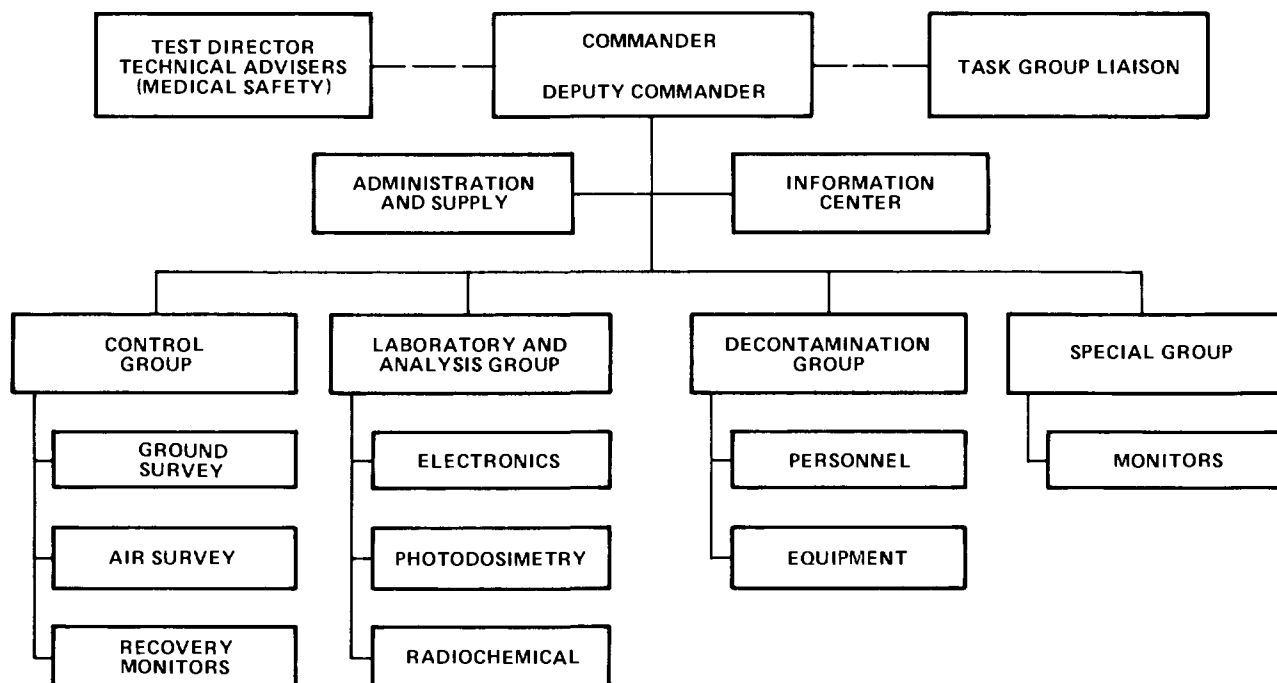 TEST DIRECTOR
TECHNICAL ADVISERS
(MEDICAL SAFETY)
COMMANDER
DEPUTY COMMANDER
TASK GROUP LIAISON
ADMINISTRATION
AND SUPPLY
INFORMATION
CENTER
CONTROL
GROUP
LABORATORY AND
ANALYSIS GROUP
DECONTAMINATION
GROUP
SPECIAL GROUP
GROUND
SURVEY
ELECTRONICS
PERSONNEL
MONITORS
AIR SURVEY
PHOTODOSIMETRY
EQUIPMENT
RECOVERY
MONITORS
RADIOCHEMICAL